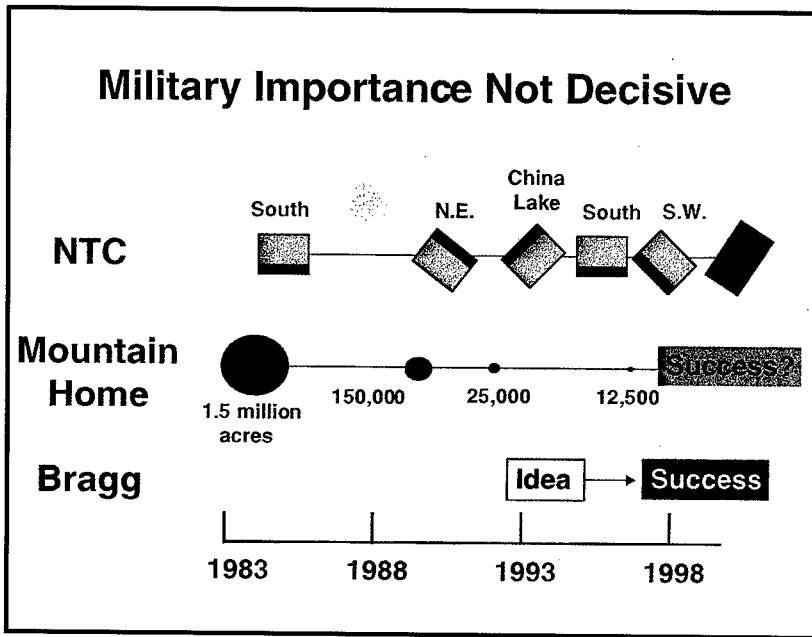 Military Importance Not Decisive
NTC
South
N.E.
China
Lake
South
S.W.
Mountain
Home
1.5 million
acres
150,000
25,000
12,500
Success?
Bragg
Idea
Success
1983
1988
1993
1998